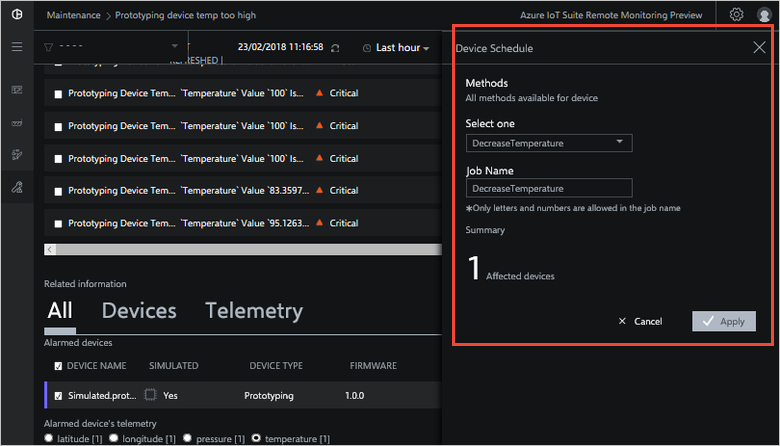 Maintenance > Prototyping device temp too high
Azure IoT Suite Remote Monitoring Preview
- - - -
23/02/2018 11:16:58
Last hour
REFRESHED |
Prototyping Device Tem... `Temperature` Value `100` Is... Critical
Prototyping Device Tem... `Temperature` Value `100` Is... Critical
Prototyping Device Tem... `Temperature` Value `100` Is... Critical
Prototyping Device Tem... `Temperature` Value `83.3597... Critical
Prototyping Device Tem... `Temperature` Value `95.1263... Critical
Related information
All Devices Telemetry
Alarmed devices
DEVICE NAME SIMULATED DEVICE TYPE FIRMWARE
Simulated.prot... Yes Prototyping 1.0.0
Alarmed device's telemetry
latitude [1] longitude [1] pressure [1] temperature [1]
Device Schedule
Methods
All methods available for device
Select one
DecreaseTemperature
Job Name
DecreaseTemperature
*Only letters and numbers are allowed in the job name
Summary
1 Affected devices
Cancel Apply